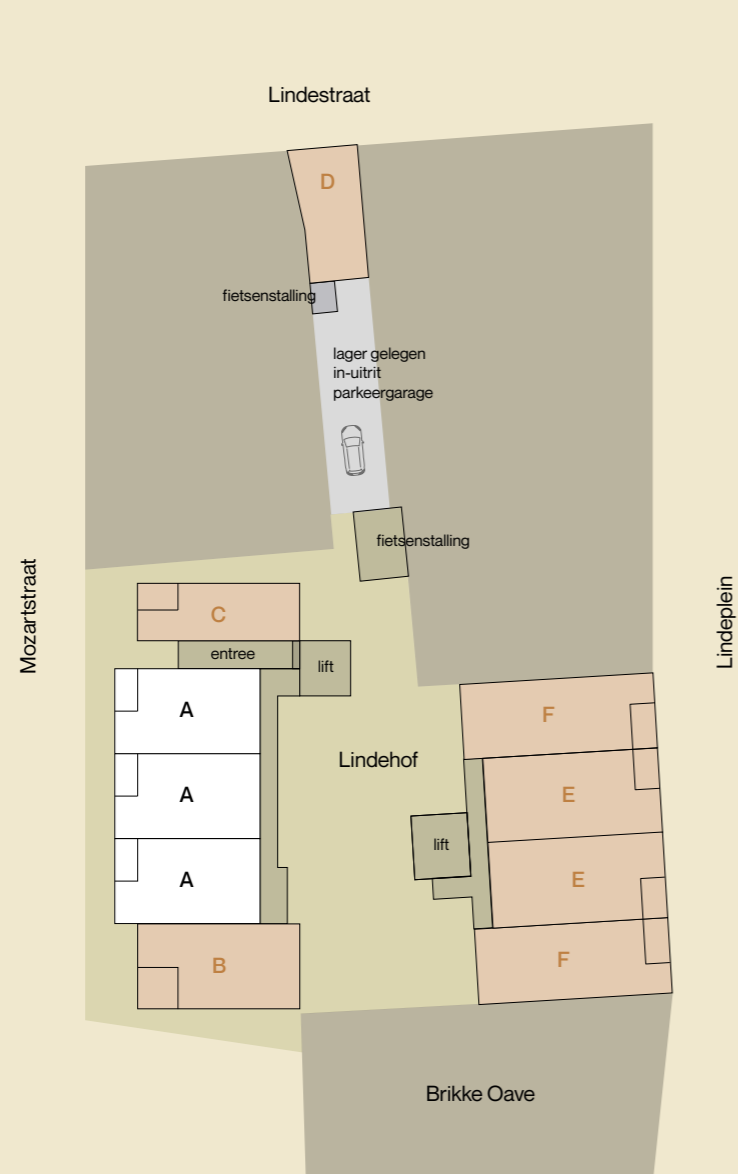 Lindestraat
D
fietsenstalling
lager gelegen
in-uitrit
parkeergarage
fietsenstalling
Mozartstraat
Lindeplein
C
entree
lift
A
F
Lindehof
A
E
lift
A
E
B
F
Brikke Oave